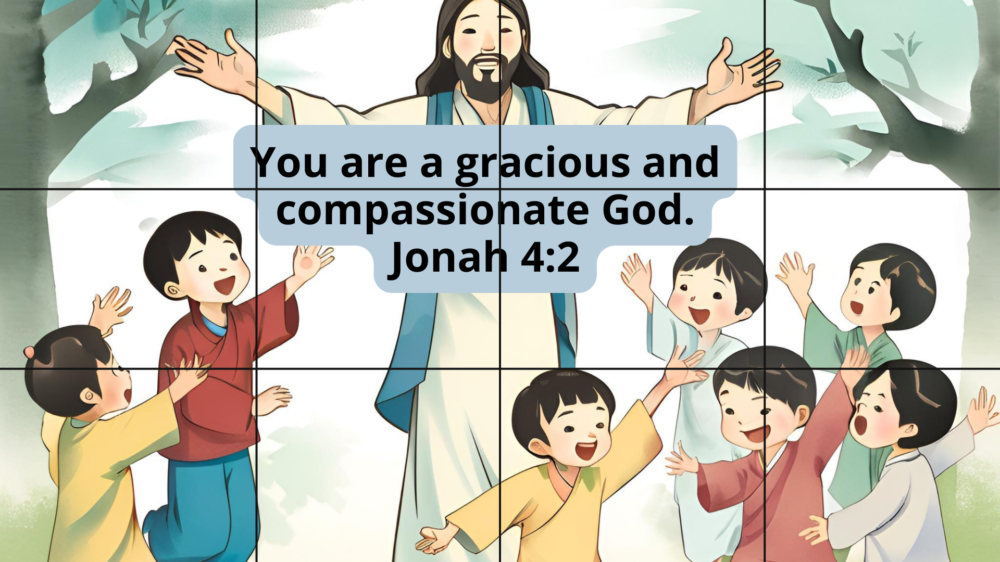 You are a gracious and
compassionate God.
Jonah 4:2